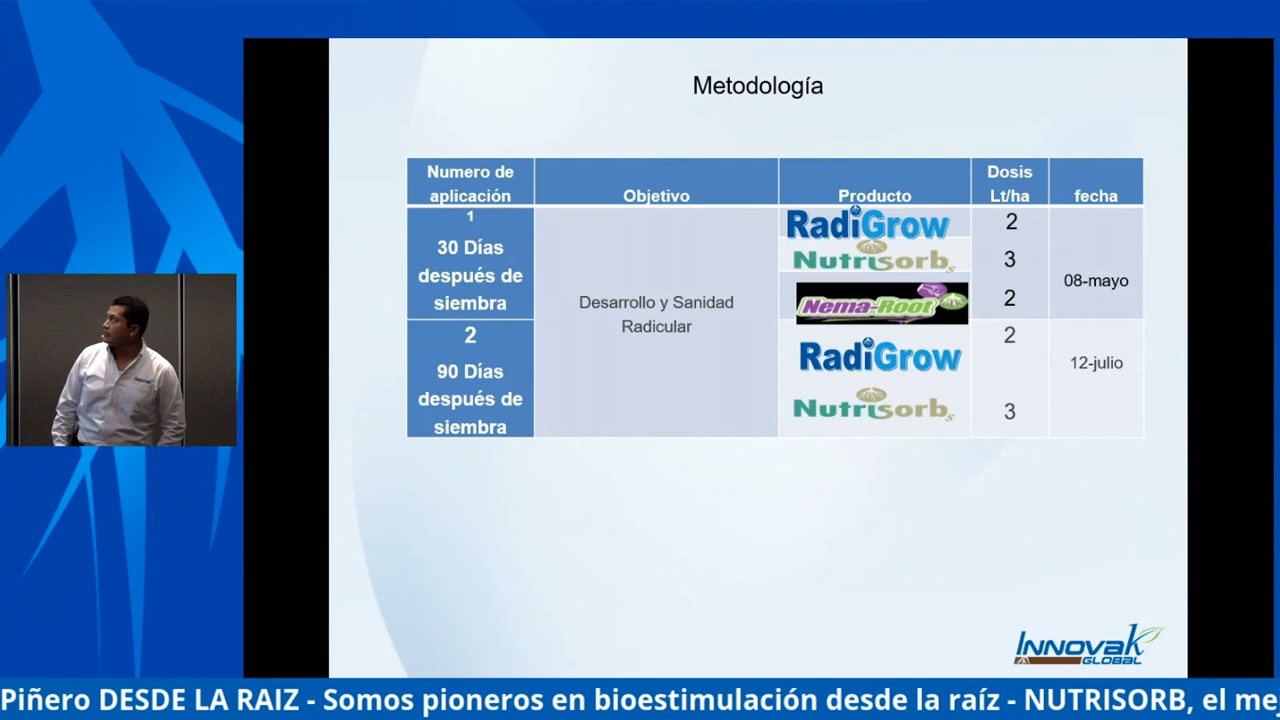 Metodología
Numero de aplicación
Objetivo
Producto
Dosis Lt/ha
fecha
1
30 Días
después de
siembra
Desarrollo y Sanidad
Radicular
RadiGrow
Nutrisorb s
Nema-Root
2
3
2
08-mayo
2
90 Días
después de
siembra
RadiGrow
Nutrisorb s
2
3
12-julio
Innovak
GLOBAL
Piñero DESDE LA RAIZ - Somos pioneros en bioestimulación desde la raíz - NUTRISORB, el mej